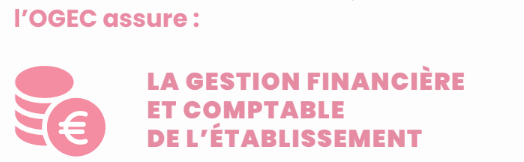 l'OGEC assure :
LA GESTION FINANCIÈRE
ET COMPTABLE
DE L'ÉTABLISSEMENT
€